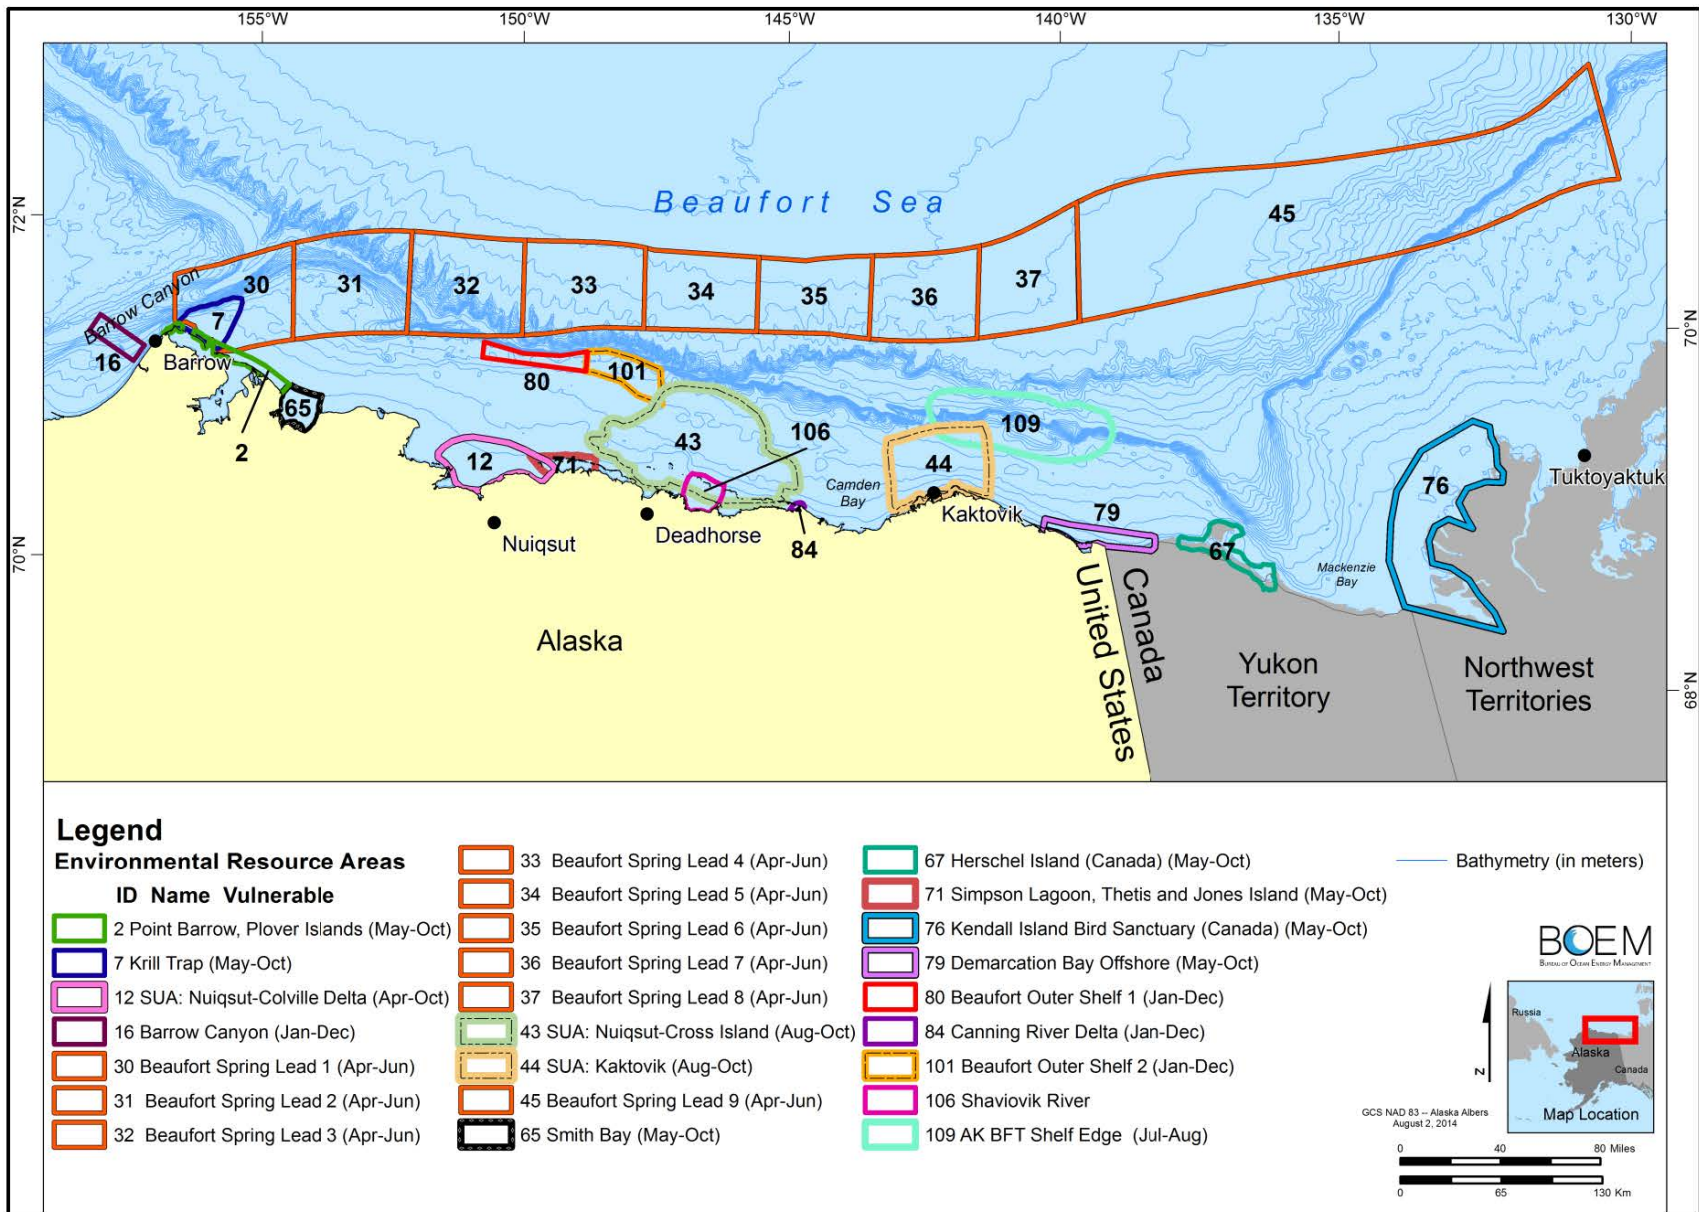 155°W
150°W
145°W
140°W
135°W
130°W
72°N
70°N
70°N
68°N
Beaufort Sea
Barrow Canyon
30
31
32
33
34
35
36
37
45
7
16
Barrow
2
65
80
101
43
106
109
12
71
44
Camden
Bay
Kaktovik
Nuiqsut
Deadhorse
84
79
67
76
Tuktoyaktuk
Mackenzie
Bay
Alaska
United States
Canada
Yukon
Territory
Northwest
Territories
Legend
Environmental Resource Areas
ID Name Vulnerable
2 Point Barrow, Plover Islands (May-Oct)
7 Krill Trap (May-Oct)
12 SUA: Nuiqsut-Colville Delta (Apr-Oct)
16 Barrow Canyon (Jan-Dec)
30 Beaufort Spring Lead 1 (Apr-Jun)
31 Beaufort Spring Lead 2 (Apr-Jun)
32 Beaufort Spring Lead 3 (Apr-Jun)
33 Beaufort Spring Lead 4 (Apr-Jun)
34 Beaufort Spring Lead 5 (Apr-Jun)
35 Beaufort Spring Lead 6 (Apr-Jun)
36 Beaufort Spring Lead 7 (Apr-Jun)
37 Beaufort Spring Lead 8 (Apr-Jun)
43 SUA: Nuiqsut-Cross Island (Aug-Oct)
44 SUA: Kaktovik (Aug-Oct)
45 Beaufort Spring Lead 9 (Apr-Jun)
65 Smith Bay (May-Oct)
67 Herschel Island (Canada) (May-Oct)
71 Simpson Lagoon, Thetis and Jones Island (May-Oct)
76 Kendall Island Bird Sanctuary (Canada) (May-Oct)
79 Demarcation Bay Offshore (May-Oct)
80 Beaufort Outer Shelf 1 (Jan-Dec)
84 Canning River Delta (Jan-Dec)
101 Beaufort Outer Shelf 2 (Jan-Dec)
106 Shaviovik River
109 AK BFT Shelf Edge (Jul-Aug)
Bathymetry (in meters)
BOEM
BUREAU OF OCEAN ENERGY MANAGEMENT
N
Russia
Alaska
Canada
Map Location
GCS NAD 83 -- Alaska Albers
August 2, 2014
0 40 80 Miles
0 65 130 Km